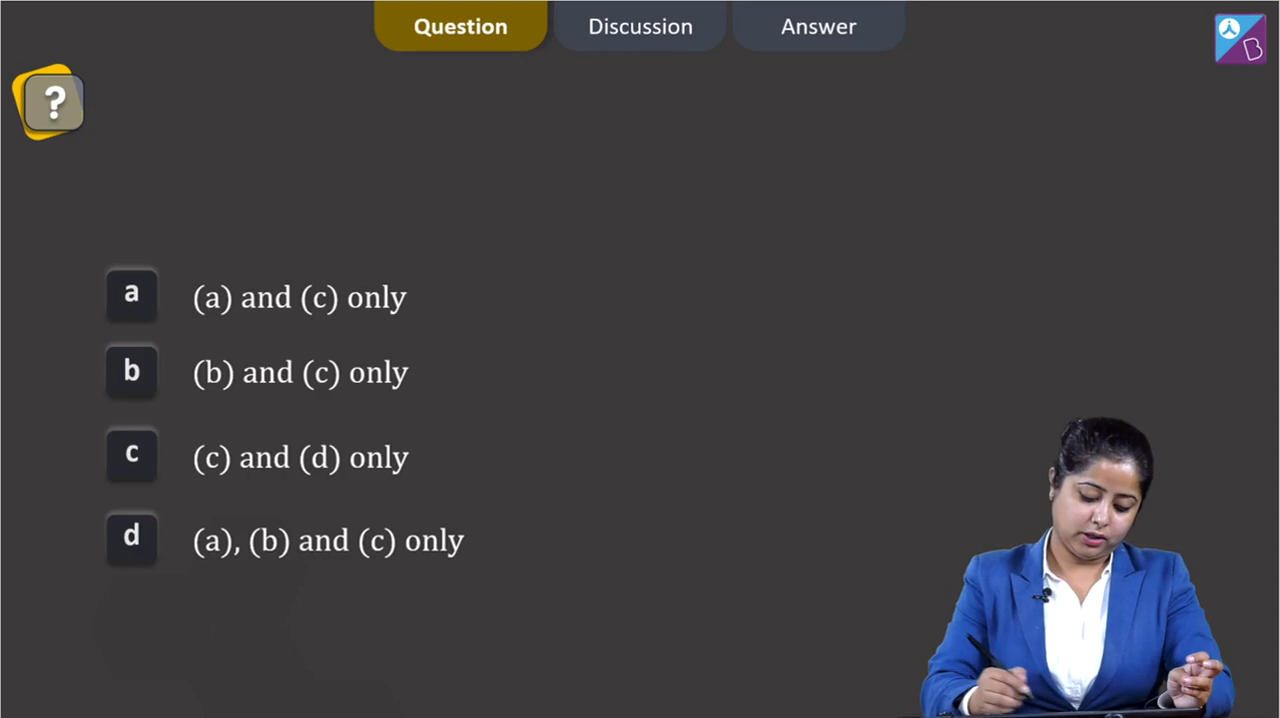 Question Discussion Answer
B
?
a (a) and (c) only
b (b) and (c) only
c (c) and (d) only
d (a), (b) and (c) only